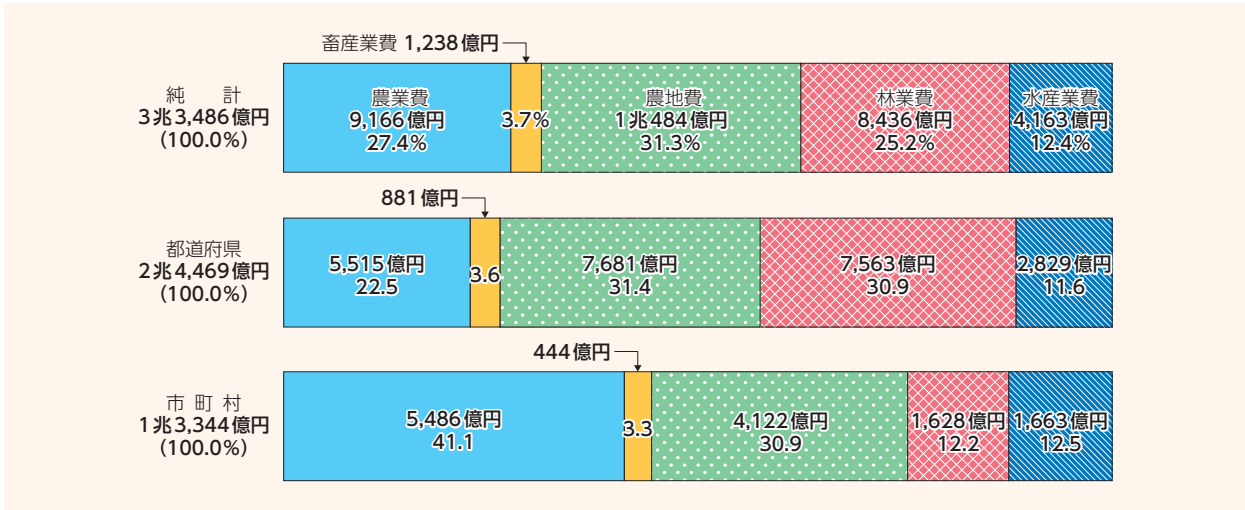 畜産業費 1,238億円
純　計
3兆3,486億円
(100.0%)
農業費
9,166億円
27.4%
3.7%
農地費
1兆484億円
31.3%
林業費
8,436億円
25.2%
水産業費
4,163億円
12.4%
881億円
都道府県
2兆4,469億円
(100.0%)
5,515億円
22.5
3.6
7,681億円
31.4
7,563億円
30.9
2,829億円
11.6
444億円
市 町 村
1兆3,344億円
(100.0%)
5,486億円
41.1
3.3
4,122億円
30.9
1,628億円
12.2
1,663億円
12.5